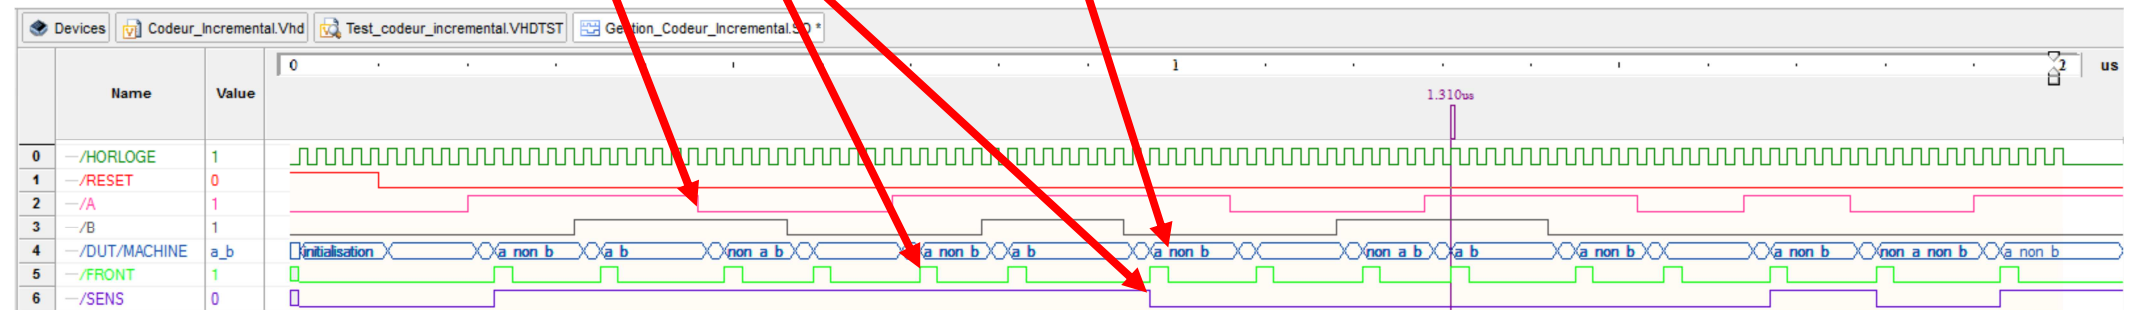 Devices Codeur_Incremental.Vhd Test_codeur_incremental.VHDTST Gestion_Codeur_Incremental.SO *
0 1 2 us
Name Value
1.310us
0 /HORLOGE 1
1 /RESET 0
2 /A 1
3 /B 1
4 /DUT/MACHINE a_b initialisation a non b a b non a b a non b a b a non b non a b a b a non b a non b non a non b a non b
5 /FRONT 1
6 /SENS 0